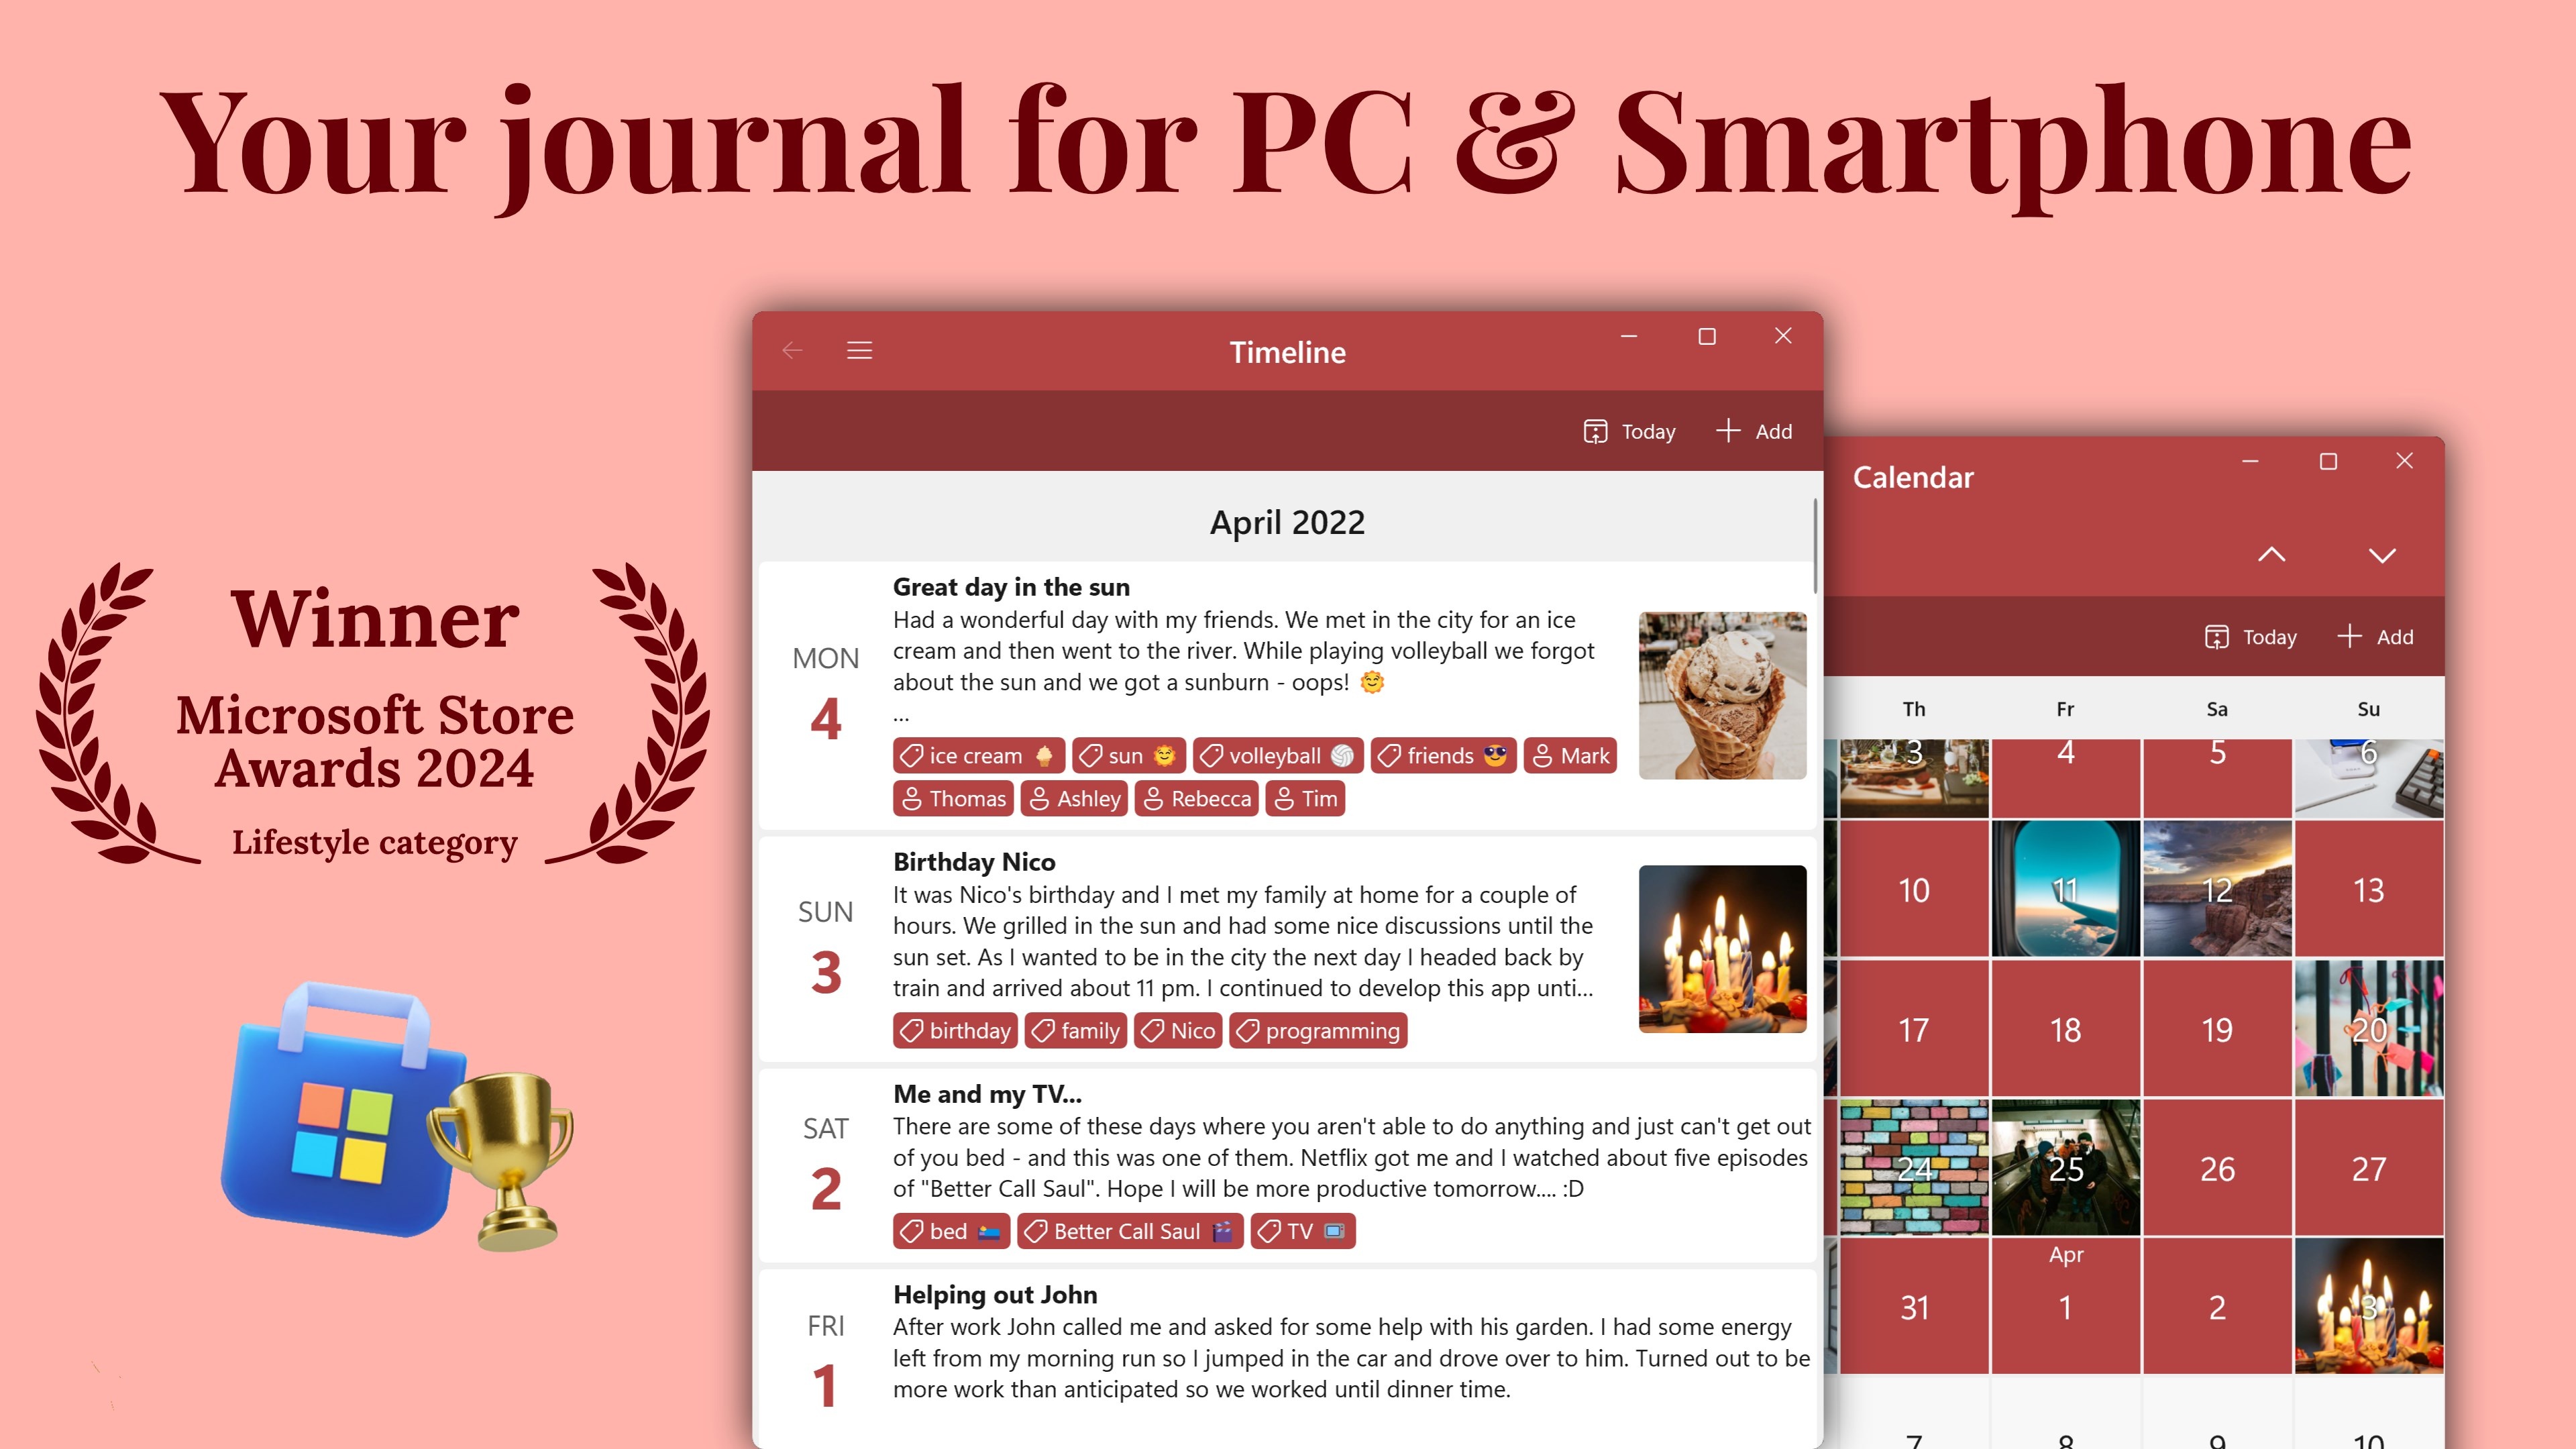 Your journal for PC & Smartphone
Winner
Microsoft Store
Awards 2024
Lifestyle category
Timeline
Today
Add
April 2022
MON
4
Great day in the sun
Had a wonderful day with my friends. We met in the city for an ice
cream and then went to the river. While playing volleyball we forgot
about the sun and we got a sunburn - oops! 🌞
...
ice cream 🍦 sun 🌞 volleyball 🏐 friends 😎 Mark
Thomas Ashley Rebecca Tim
SUN
3
Birthday Nico
It was Nico's birthday and I met my family at home for a couple of
hours. We grilled in the sun and had some nice discussions until the
sun set. As I wanted to be in the city the next day I headed back by
train and arrived about 11 pm. I continued to develop this app unti...
birthday family Nico programming
SAT
2
Me and my TV...
There are some of these days where you aren't able to do anything and just can't get out
of you bed - and this was one of them. Netflix got me and I watched about five episodes
of "Better Call Saul". Hope I will be more productive tomorrow.... :D
bed 🛌 Better Call Saul 🎬 TV 📺
FRI
1
Helping out John
After work John called me and asked for some help with his garden. I had some energy
left from my morning run so I jumped in the car and drove over to him. Turned out to be
more work than anticipated so we worked until dinner time.
Calendar
Today
Add
Th Fr Sa Su
3 4 5 6
10 11 12 13
17 18 19 20
24 25 26 27
Apr
31 1 2 3
7 8 9 10